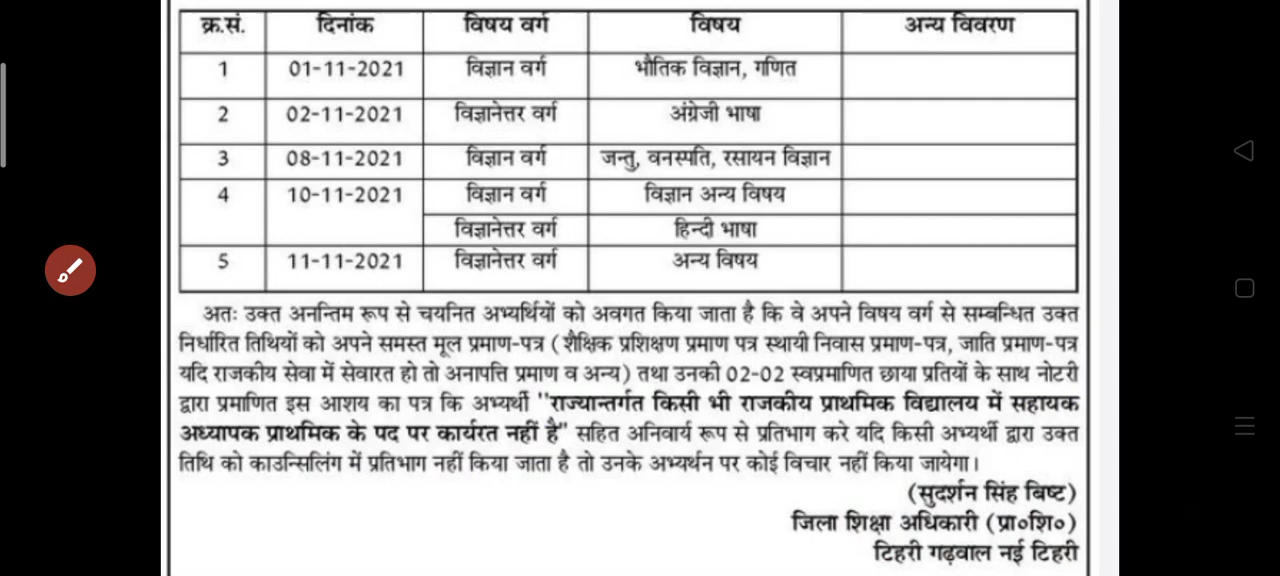 क्र.सं. दिनांक विषय वर्ग विषय अन्य विवरण
1 01-11-2021 विज्ञान वर्ग भौतिक विज्ञान, गणित
2 02-11-2021 विज्ञानेत्तर वर्ग अंग्रेजी भाषा
3 08-11-2021 विज्ञान वर्ग जन्तु, वनस्पति, रसायन विज्ञान
4 10-11-2021 विज्ञान वर्ग विज्ञान अन्य विषय
विज्ञानेत्तर वर्ग हिन्दी भाषा
5 11-11-2021 विज्ञानेत्तर वर्ग अन्य विषय
अतः उक्त अनन्तिम रूप से चयनित अभ्यर्थियों को अवगत किया जाता है कि वे अपने विषय वर्ग से सम्बन्धित उक्त
निर्धारित तिथियों को अपने समस्त मूल प्रमाण-पत्र (शैक्षिक प्रशिक्षण प्रमाण पत्र स्थायी निवास प्रमाण-पत्र, जाति प्रमाण-पत्र
यदि राजकीय सेवा में सेवारत हो तो अनापत्ति प्रमाण व अन्य) तथा उनकी 02-02 स्वप्रमाणित छाया प्रतियों के साथ नोटरी
द्वारा प्रमाणित इस आशय का पत्र कि अभ्यर्थी ''राज्यान्तर्गत किसी भी राजकीय प्राथमिक विद्यालय में सहायक
अध्यापक प्राथमिक के पद पर कार्यरत नहीं है" सहित अनिवार्य रूप से प्रतिभाग करे यदि किसी अभ्यर्थी द्वारा उक्त
तिथि को काउन्सिलिंग में प्रतिभाग नहीं किया जाता है तो उनके अभ्यर्थन पर कोई विचार नहीं किया जायेगा।
(सुदर्शन सिंह बिष्ट)
जिला शिक्षा अधिकारी (प्रा०शि०)
टिहरी गढ़वाल नई टिहरी